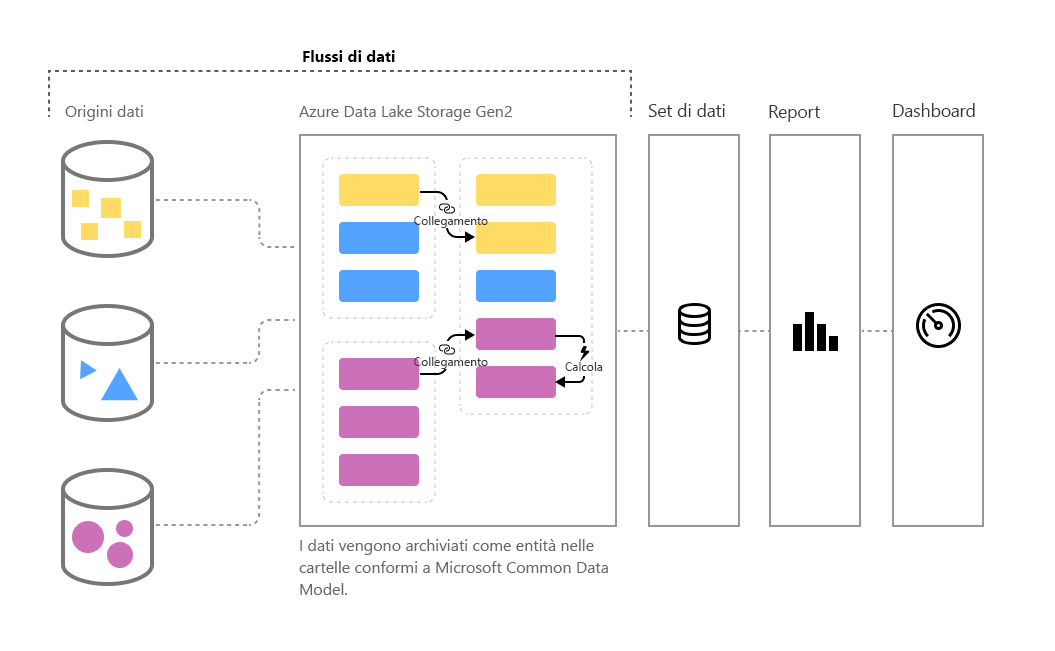 Flussi di dati
Origini dati
Azure Data Lake Storage Gen2
Set di dati
Report
Dashboard
Collegamento
Collegamento
Calcola
I dati vengono archiviati come entità nelle
cartelle conformi a Microsoft Common Data
Model.